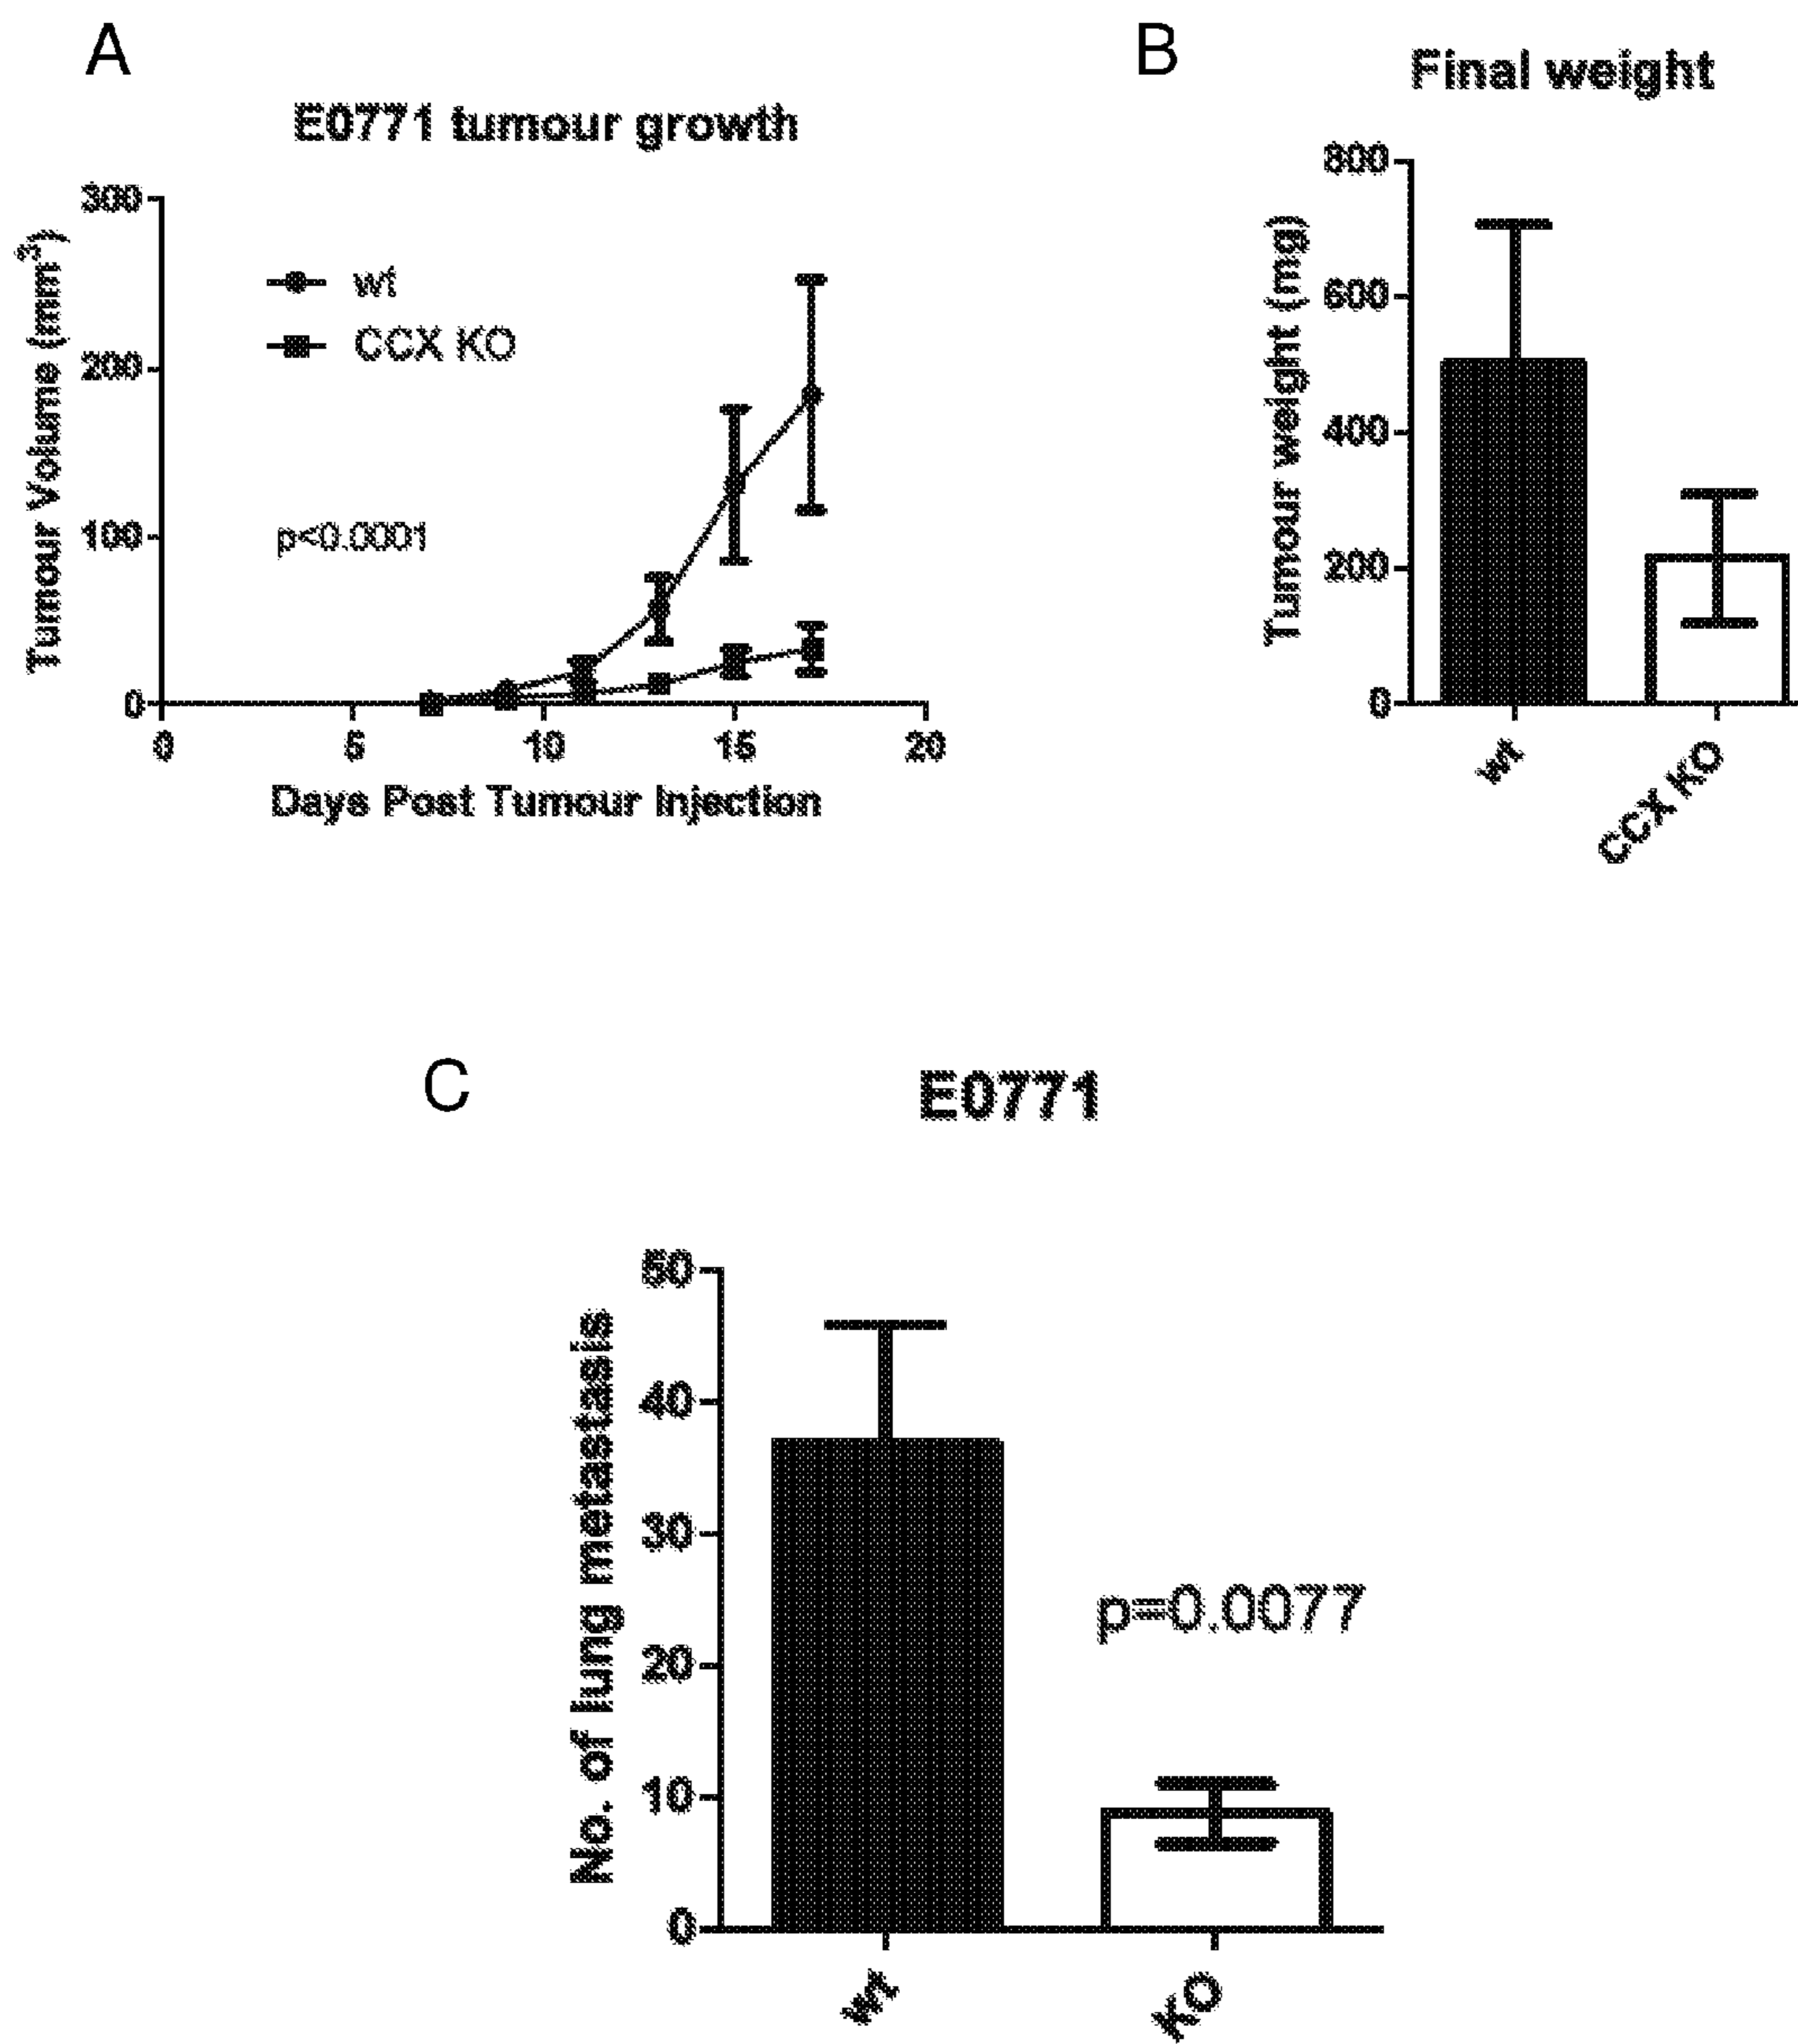 A
E0771 tumour growth
Tumour Volume (mm³)
300
200
100
0
wt
CCX KO
p<0.0001
0 5 10 15 20
Days Post Tumour Injection
B
Final weight
Tumour weight (mg)
800
600
400
200
0
wt
CCX KO
C
E0771
No. of lung metastasis
50
40
30
20
10
0
p=0.0077
Wt
KO